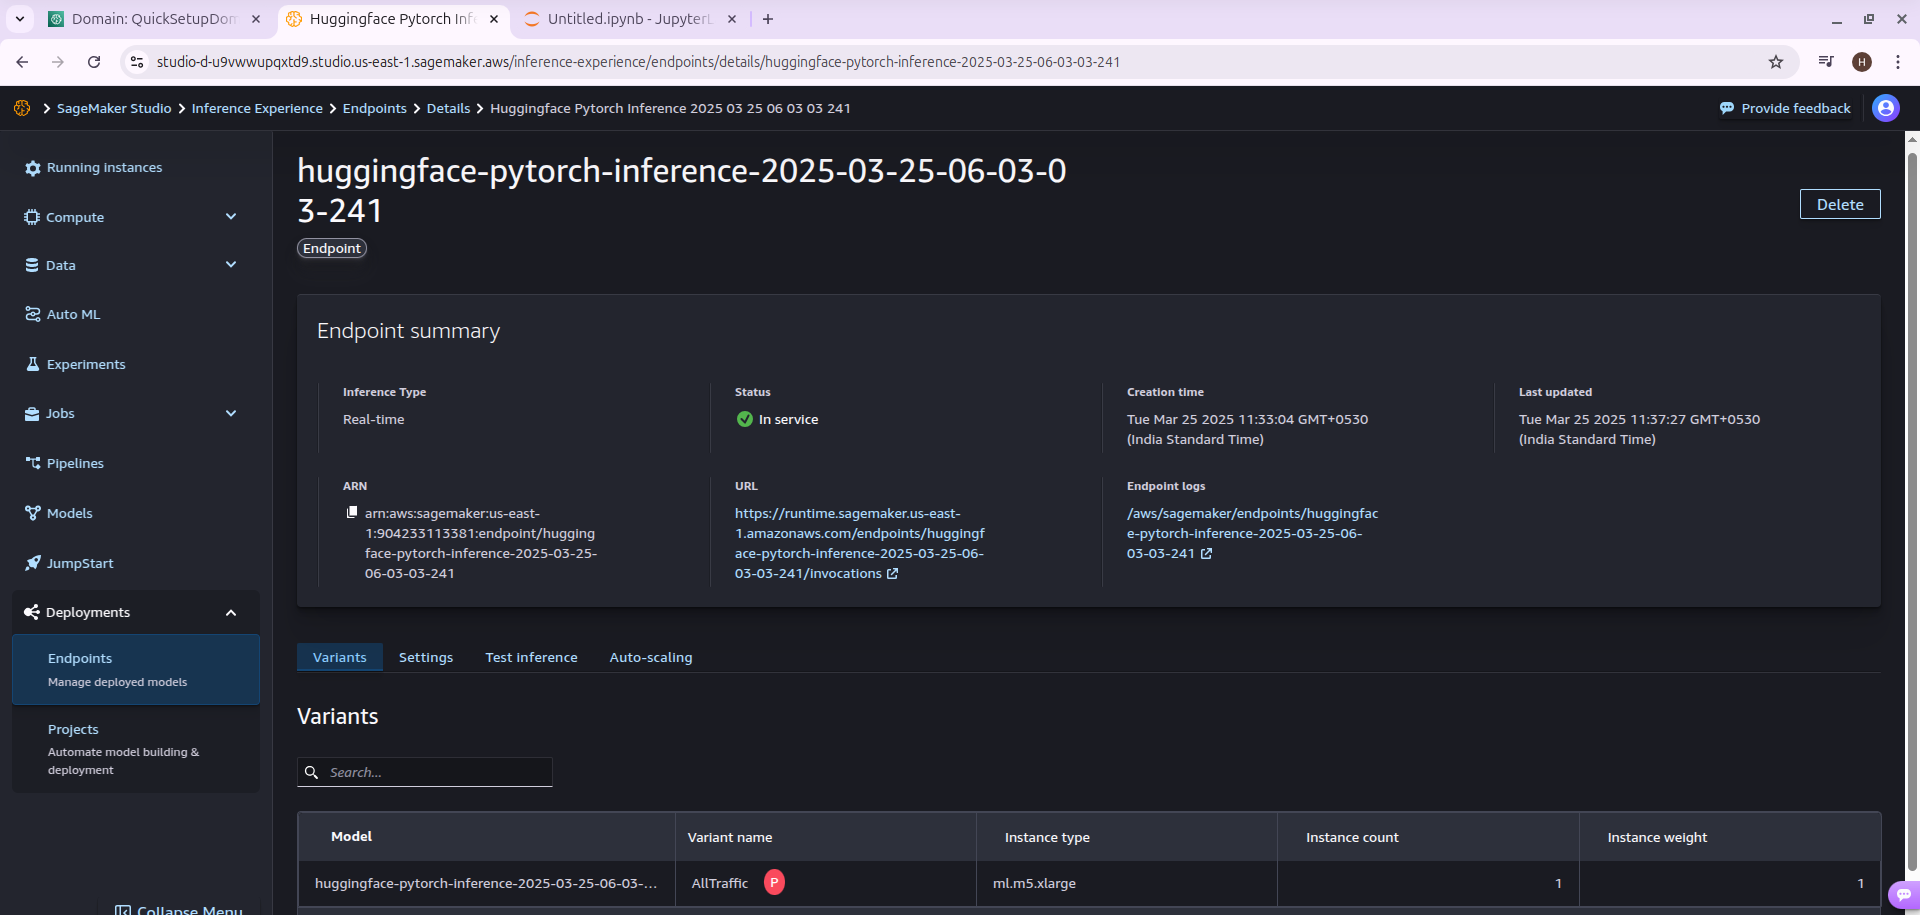 Domain: QuickSetupDom
Huggingface Pytorch Inf
Untitled.ipynb - JupyterL
studio-d-u9vwwupqxtd9.studio.us-east-1.sagemaker.aws/inference-experience/endpoints/details/huggingface-pytorch-inference-2025-03-25-06-03-03-241
H
SageMaker Studio
Inference Experience
Endpoints
Details
Huggingface Pytorch Inference 2025 03 25 06 03 03 241
Provide feedback
Running instances
Compute
Data
Auto ML
Experiments
Jobs
Pipelines
Models
JumpStart
Deployments
Endpoints
Manage deployed models
Projects
Automate model building &
deployment
Collapse Menu
huggingface-pytorch-inference-2025-03-25-06-03-0
3-241
Endpoint
Delete
Endpoint summary
Inference Type
Real-time
Status
In service
Creation time
Tue Mar 25 2025 11:33:04 GMT+0530
(India Standard Time)
Last updated
Tue Mar 25 2025 11:37:27 GMT+0530
(India Standard Time)
ARN
arn:aws:sagemaker:us-east-
1:904233113381:endpoint/hugging
face-pytorch-inference-2025-03-25-
06-03-03-241
URL
https://runtime.sagemaker.us-east-
1.amazonaws.com/endpoints/huggingf
ace-pytorch-inference-2025-03-25-06-
03-03-241/invocations
Endpoint logs
/aws/sagemaker/endpoints/huggingfac
e-pytorch-inference-2025-03-25-06-
03-03-241
Variants
Settings
Test inference
Auto-scaling
Variants
Search...
Model
Variant name
Instance type
Instance count
Instance weight
huggingface-pytorch-inference-2025-03-25-06-03-...
AllTraffic
P
ml.m5.xlarge
1
1